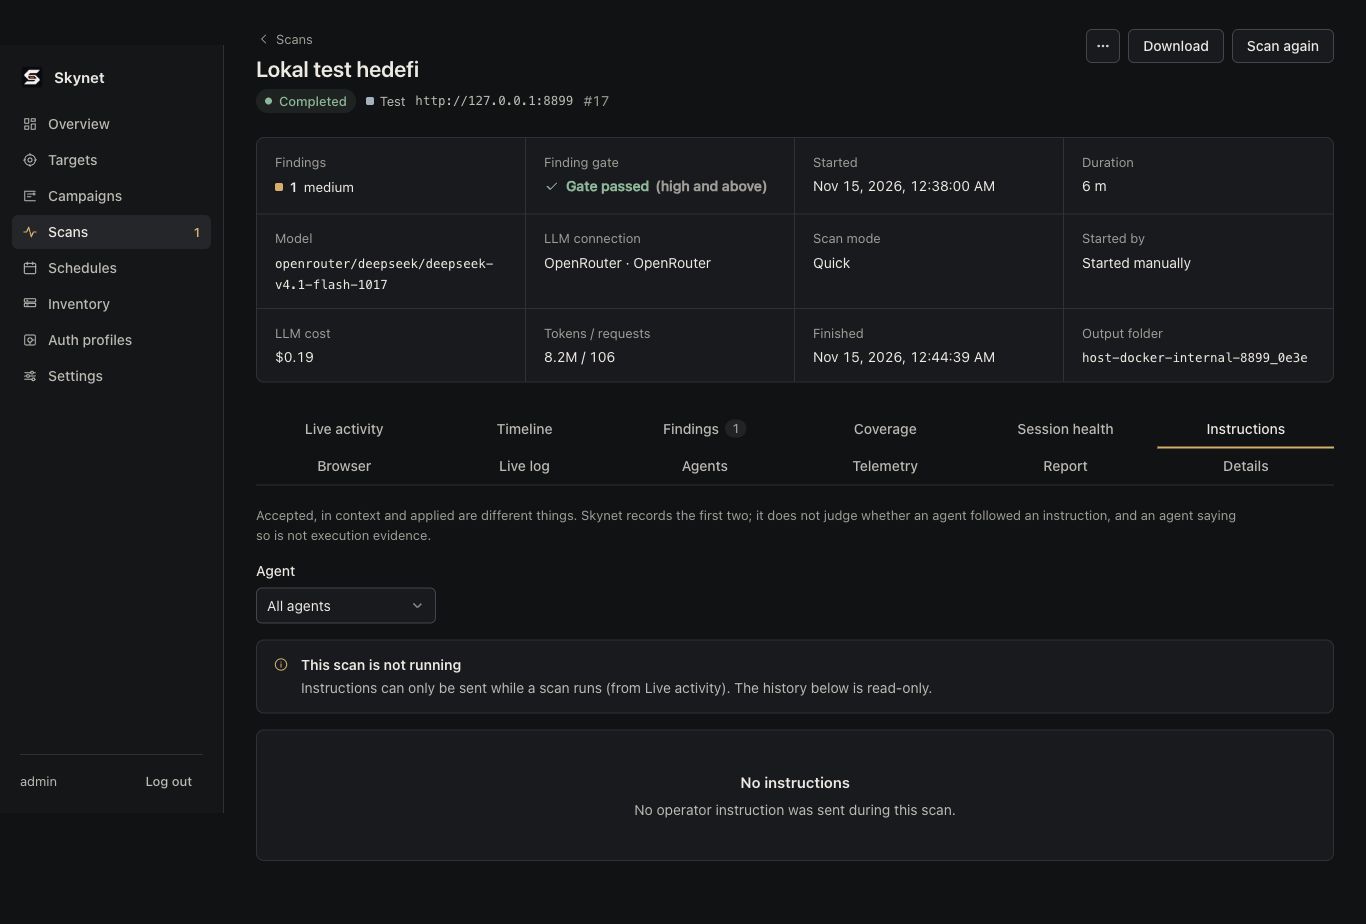 Scans
Lokal test hedefi
Completed Test http://127.0.0.1:8899 #17
... Download Scan again
Skynet
Overview
Targets
Campaigns
Scans 1
Schedules
Inventory
Auth profiles
Settings
admin Log out
Findings
1 medium
Finding gate
Gate passed (high and above)
Started
Nov 15, 2026, 12:38:00 AM
Duration
6 m
Model
openrouter/deepseek/deepseek-
v4.1-flash-1017
LLM connection
OpenRouter · OpenRouter
Scan mode
Quick
Started by
Started manually
LLM cost
$0.19
Tokens / requests
8.2M / 106
Finished
Nov 15, 2026, 12:44:39 AM
Output folder
host-docker-internal-8899_0e3e
Live activity Timeline Findings 1 Coverage Session health Instructions
Browser Live log Agents Telemetry Report Details
Accepted, in context and applied are different things. Skynet records the first two; it does not judge whether an agent followed an instruction, and an agent saying
so is not execution evidence.
Agent
All agents
This scan is not running
Instructions can only be sent while a scan runs (from Live activity). The history below is read-only.
No instructions
No operator instruction was sent during this scan.